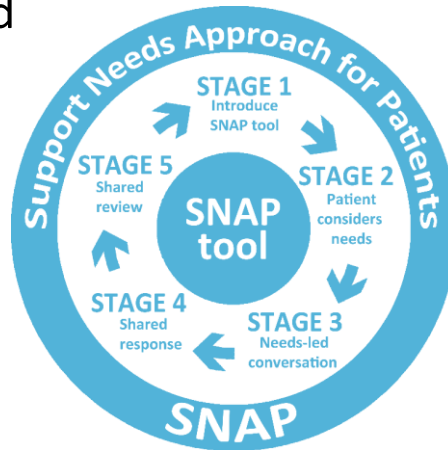 d
Support Needs Approach for Patients
STAGE 1
Introduce
SNAP tool
STAGE 2
Patient
considers
needs
STAGE 3
Needs-led
conversation
STAGE 4
Shared
response
STAGE 5
Shared
review
SNAP
tool
SNAP